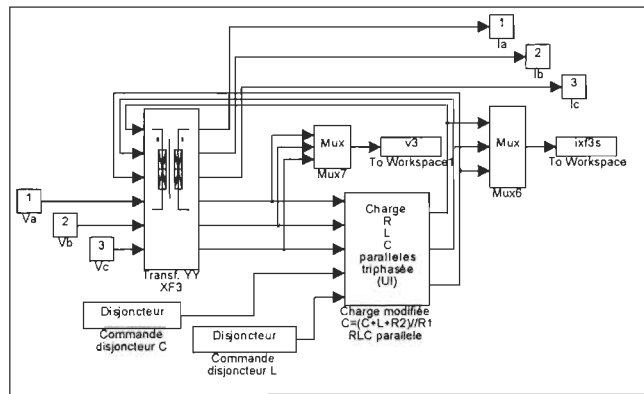 1
Ia
2
Ib
3
Ic
Mux
Mux7
v3
To Workspace1
Mux
Mux6
ixf3s
To Workspace
1
Va
2
Vb
3
Vc
Transf. YY
XF3
Charge
R
L
C
paralleles
triphasée
(UI)
Charge modifiée
C=(C+L+R2)//R1
RLC parallele
Disjoncteur
Commande
disjoncteur C
Disjoncteur
Commande
disjoncteur L